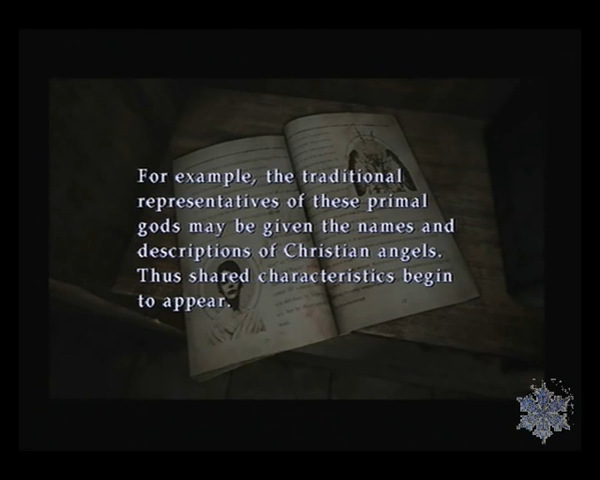 For example, the traditional
representatives of these primal
gods may be given the names and
descriptions of Christian angels.
Thus shared characteristics begin
to appear.